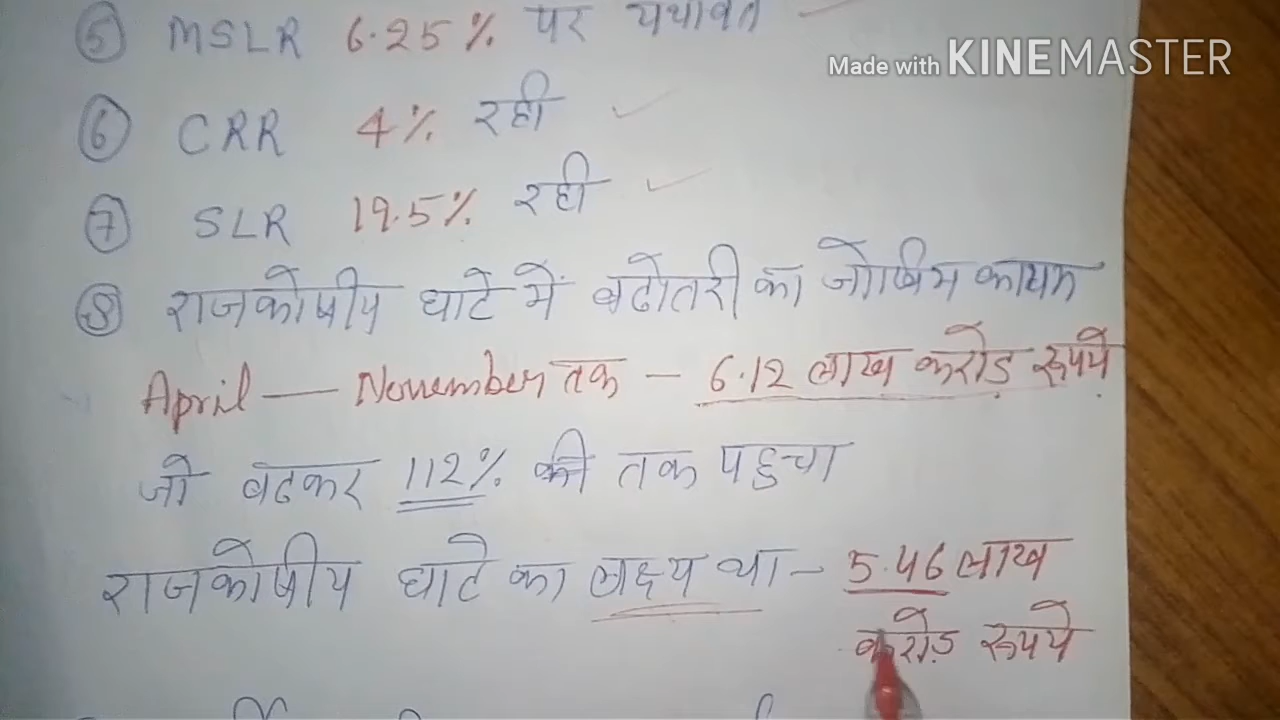 Made with KINEMASTER
⑤ MSLR 6.25% पर यथावत
⑥ CRR 4% रही
⑦ SLR 19.5% रही
⑧ राजकोषीय घाटे में बढोतरी का जोखिम कायम
April — November तक – 6.12 लाख करोड़ रूपये
जो बढकर 112% की तक पहुचा
राजकोषीय घाटे का लक्ष्य था – 5.46 लाख
करोड़ रूपये